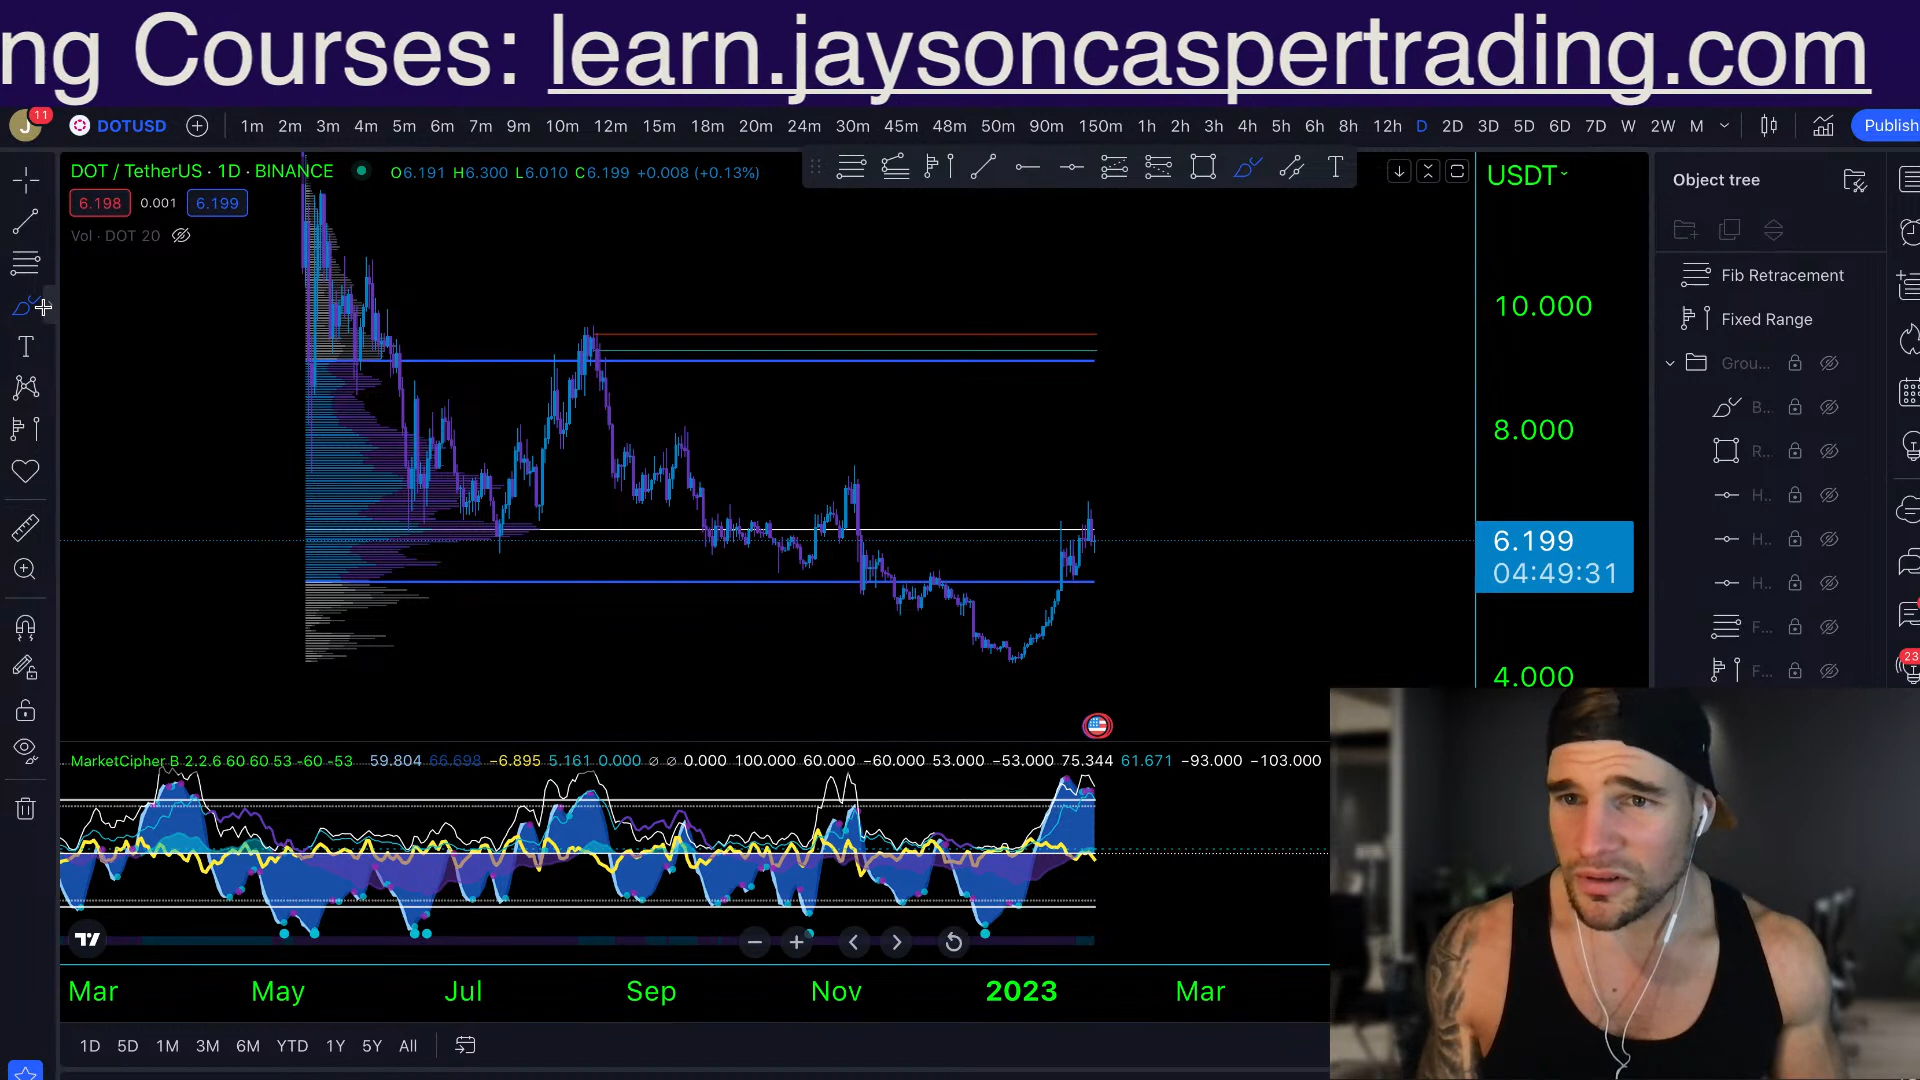 ng Courses: learn.jaysoncaspertrading.com
J 11 DOTUSD 1m 2m 3m 4m 5m 6m 7m 9m 10m 12m 15m 18m 20m 24m 30m 45m 48m 50m 90m 150m 1h 2h 3h 4h 5h 6h 8h 12h D 2D 3D 5D 6D 7D W 2W M Publish
DOT / TetherUS · 1D · BINANCE O6.191 H6.300 L6.010 C6.199 +0.008 (+0.13%) T USDT Object tree
6.198 0.001 6.199
Vol · DOT 20
Fib Retracement
10.000
Fixed Range
T
Grou...
B...
8.000
R...
H...
6.199
H...
04:49:31
H...
F...
23
F...
4.000
MarketCipher B 2.2.6 60 60 53 -60 -53 59.804 66.698 −6.895 5.161 0.000 ∅ ∅ 0.000 100.000 60.000 −60.000 53.000 −53.000 75.344 61.671 −93.000 −103.000
Mar May Jul Sep Nov 2023 Mar
1D 5D 1M 3M 6M YTD 1Y 5Y All